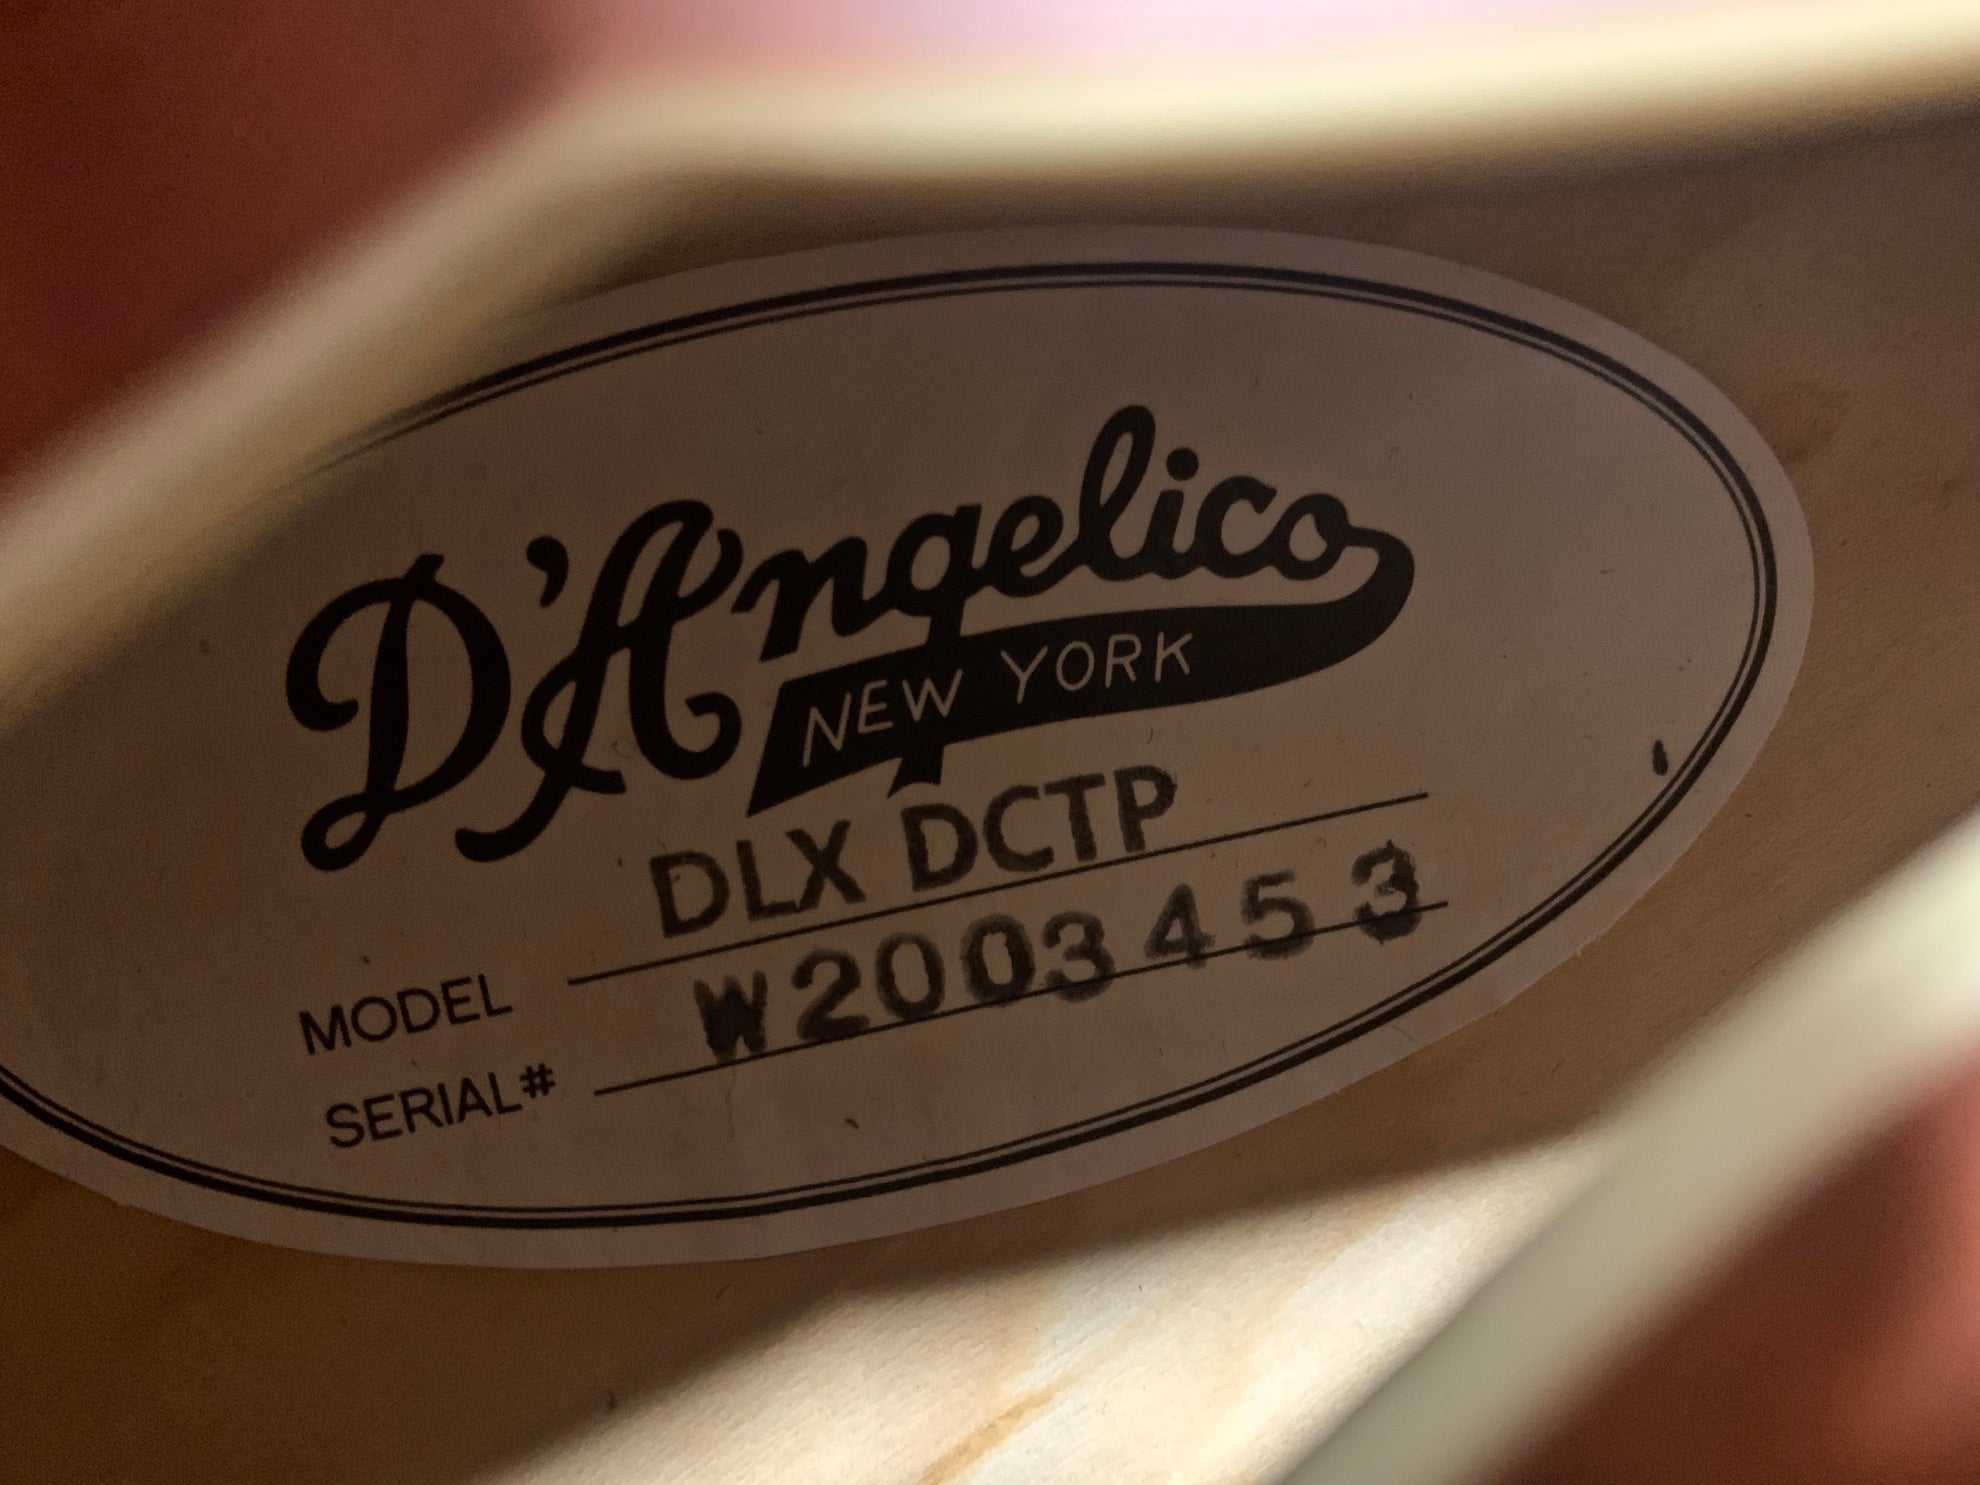 D'Angelico
NEW YORK
MODEL DLX DCTP
SERIAL# W2003453